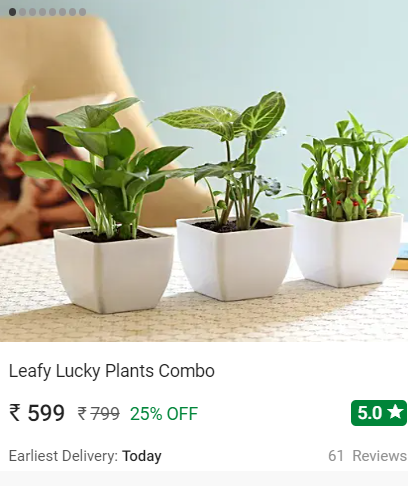 Leafy Lucky Plants Combo
₹ 599 ₹ 799 25% OFF 5.0 ★
Earliest Delivery: Today 61 Reviews